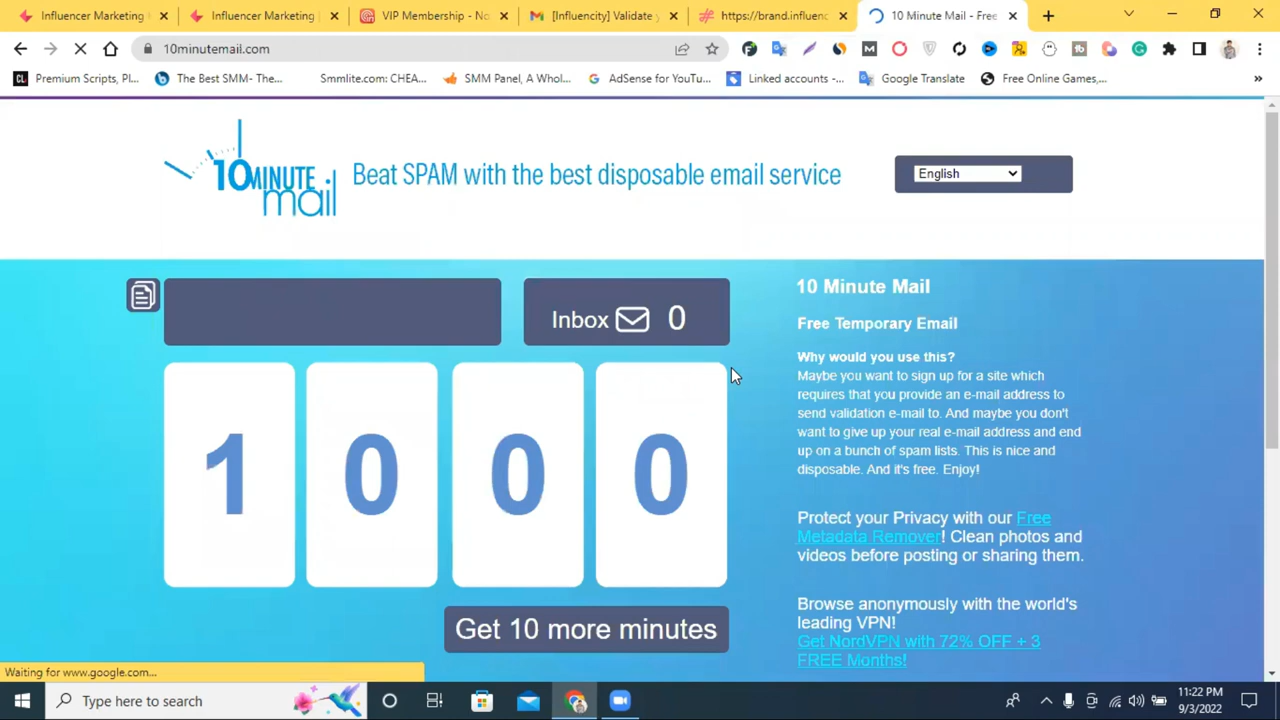 Influencer Marketing
Influencer Marketing
VIP Membership - No
[Influencity] Validate y
https://brand.influenc
10 Minute Mail - Free
10minutemail.com
Premium Scripts, Pl...
The Best SMM- The...
Smmlite.com: CHEA...
SMM Panel, A Whol...
AdSense for YouTu...
Linked accounts -...
Google Translate
Free Online Games,...
10MINUTE
mail
Beat SPAM with the best disposable email service
English
Inbox 0
1 0 0 0
Get 10 more minutes
10 Minute Mail
Free Temporary Email
Why would you use this?
Maybe you want to sign up for a site which
requires that you provide an e-mail address to
send validation e-mail to. And maybe you don't
want to give up your real e-mail address and end
up on a bunch of spam lists. This is nice and
disposable. And it's free. Enjoy!
Protect your Privacy with our Free
Metadata Remover! Clean photos and
videos before posting or sharing them.
Browse anonymously with the world's
leading VPN!
Get NordVPN with 72% OFF + 3
FREE Months!
Waiting for www.google.com...
Type here to search
11:22 PM
9/3/2022